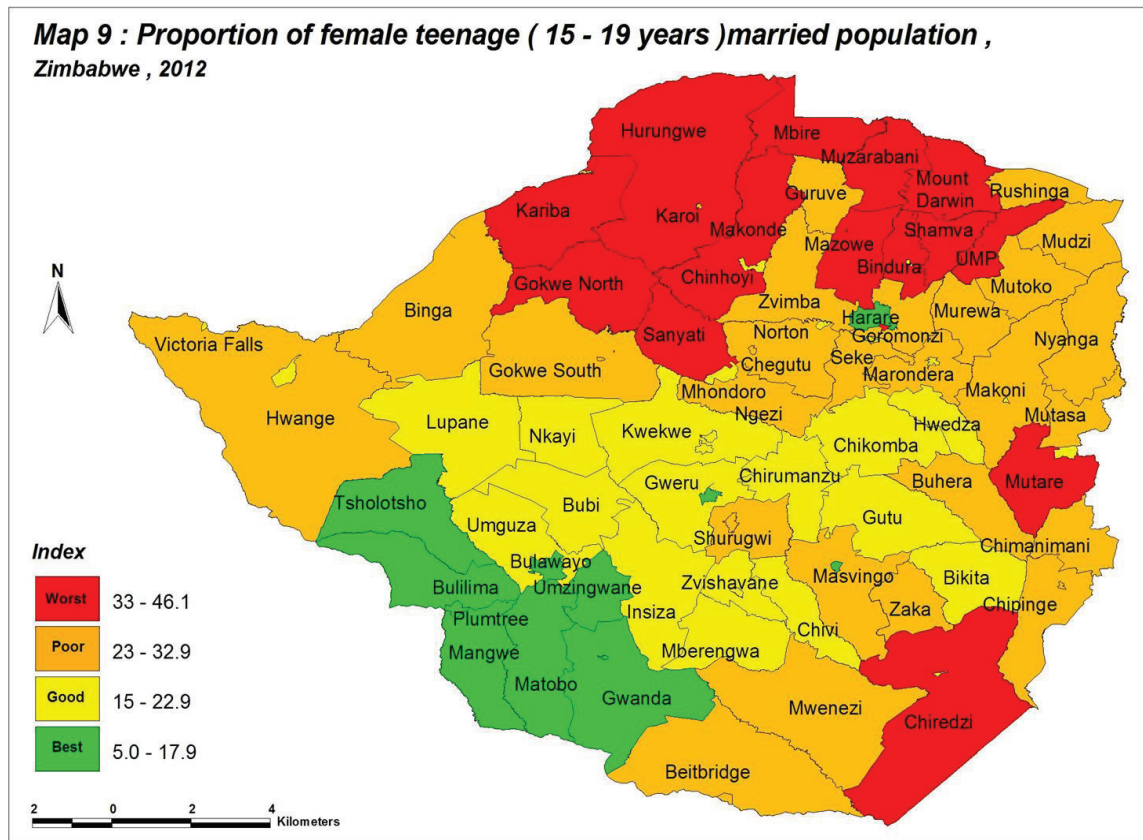 Map 9 : Proportion of female teenage ( 15 - 19 years )married population ,
Zimbabwe , 2012
Hurungwe
Mbire
Muzarabani
Mount
Darwin
Rushinga
Guruve
Kariba
Karoi
Makonde
Mazowe
Shamva
Mudzi
Bindura
UMP
Chinhoyi
Gokwe North
Mutoko
Zvimba
Binga
Harare
Murewa
N
Sanyati
Norton
Goromonzi
Nyanga
Victoria Falls
Chegutu
Seke
Gokwe South
Marondera
Mhondoro
Ngezi
Makoni
Mutasa
Hwange
Lupane
Nkayi
Kwekwe
Hwedza
Chikomba
Gweru
Chirumanzu
Buhera
Mutare
Tsholotsho
Bubi
Umguza
Gutu
Shurugwi
Chimanimani
Bulawayo
Bulilima
Umzingwane
Zvishavane
Masvingo
Bikita
Insiza
Zaka
Chipinge
Plumtree
Chivi
Mangwe
Mberengwa
Matobo
Gwanda
Mwenezi
Chiredzi
Beitbridge
Index
Worst 33 - 46.1
Poor 23 - 32.9
Good 15 - 22.9
Best 5.0 - 17.9
2 0 2 4
Kilometers